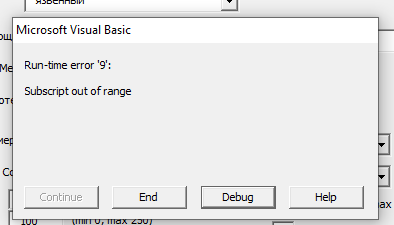 язвенный
Microsoft Visual Basic
Run-time error '9':
Subscript out of range
Continue
End
Debug
Help
100
(min 0, max 250)